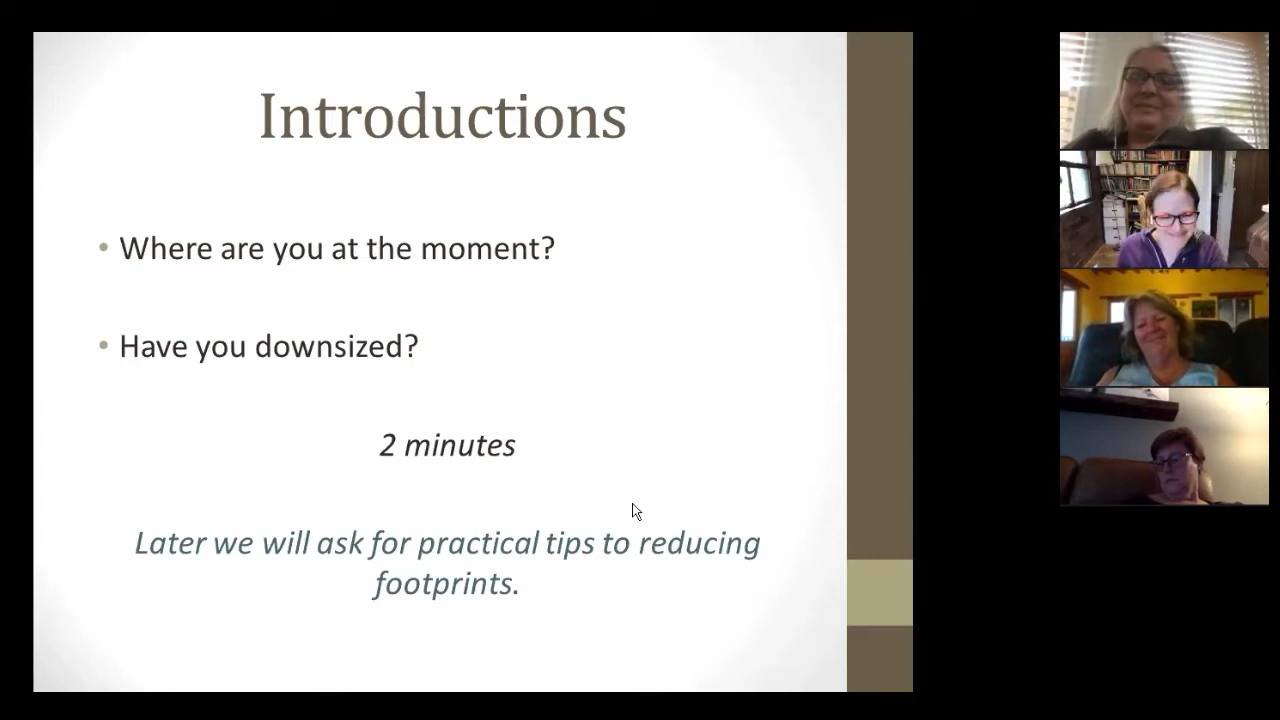 Introductions
• Where are you at the moment?
• Have you downsized?
2 minutes
Later we will ask for practical tips to reducing
footprints.